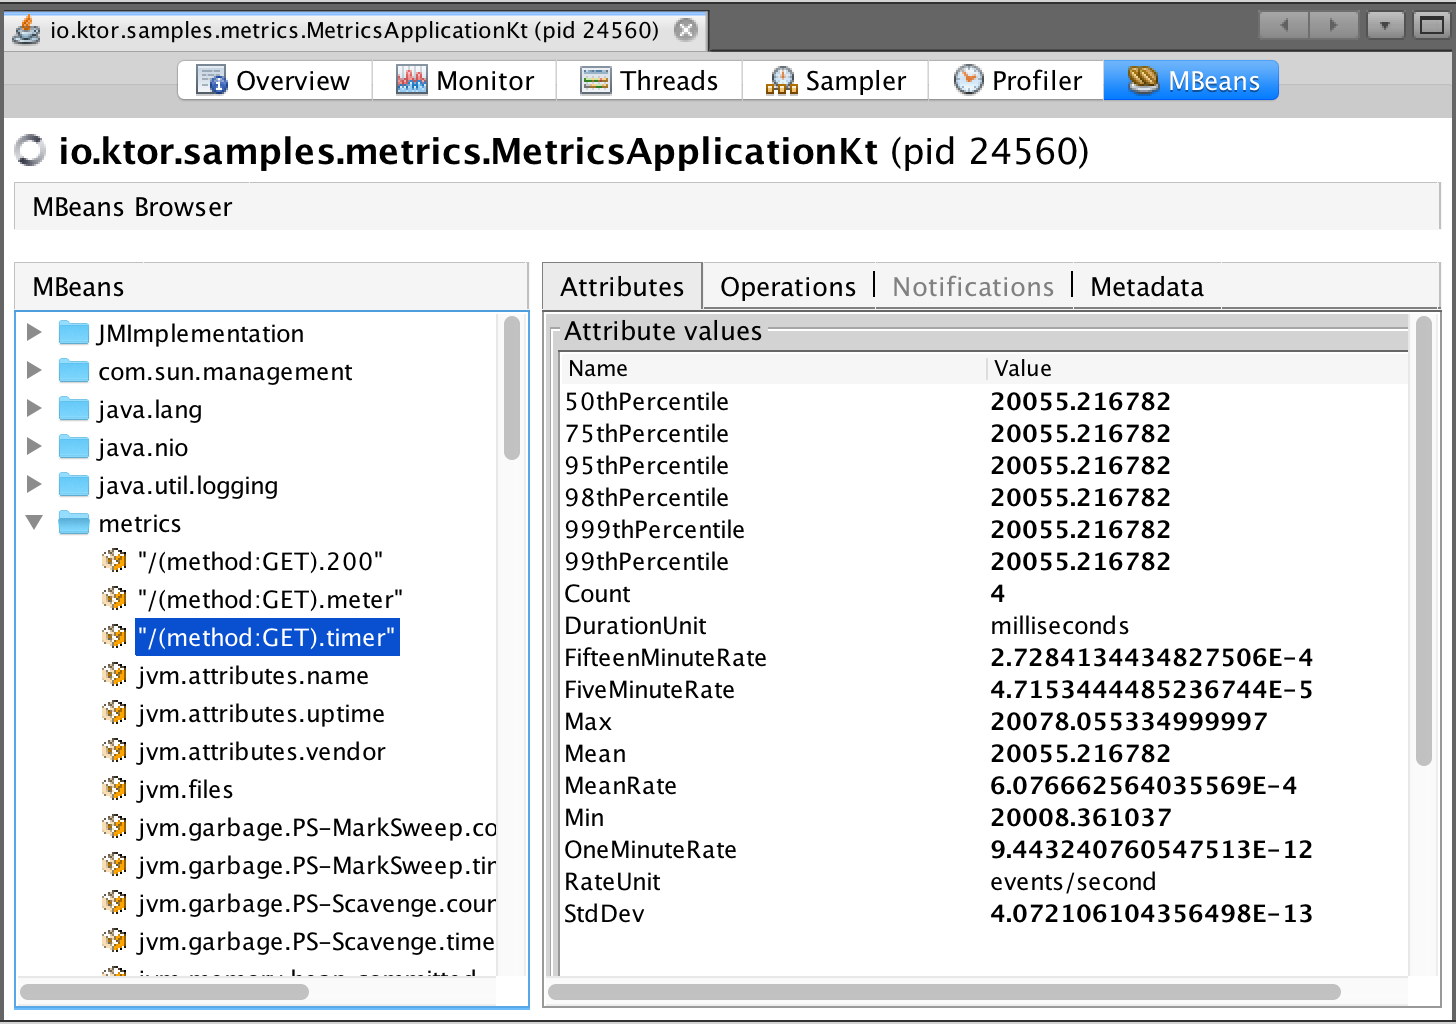 io.ktor.samples.metrics.MetricsApplicationKt (pid 24560)
Overview Monitor Threads Sampler Profiler MBeans
io.ktor.samples.metrics.MetricsApplicationKt (pid 24560)
MBeans Browser
MBeans
JMImplementation
com.sun.management
java.lang
java.nio
java.util.logging
metrics
"/(method:GET).200"
"/(method:GET).meter"
"/(method:GET).timer"
jvm.attributes.name
jvm.attributes.uptime
jvm.attributes.vendor
jvm.files
jvm.garbage.PS-MarkSweep.co
jvm.garbage.PS-MarkSweep.tin
jvm.garbage.PS-Scavenge.cour
jvm.garbage.PS-Scavenge.time
Attributes Operations Notifications Metadata
Attribute values
Name Value
50thPercentile 20055.216782
75thPercentile 20055.216782
95thPercentile 20055.216782
98thPercentile 20055.216782
999thPercentile 20055.216782
99thPercentile 20055.216782
Count 4
DurationUnit milliseconds
FifteenMinuteRate 2.7284134434827506E-4
FiveMinuteRate 4.7153444485236744E-5
Max 20078.055334999997
Mean 20055.216782
MeanRate 6.076662564035569E-4
Min 20008.361037
OneMinuteRate 9.443240760547513E-12
RateUnit events/second
StdDev 4.072106104356498E-13